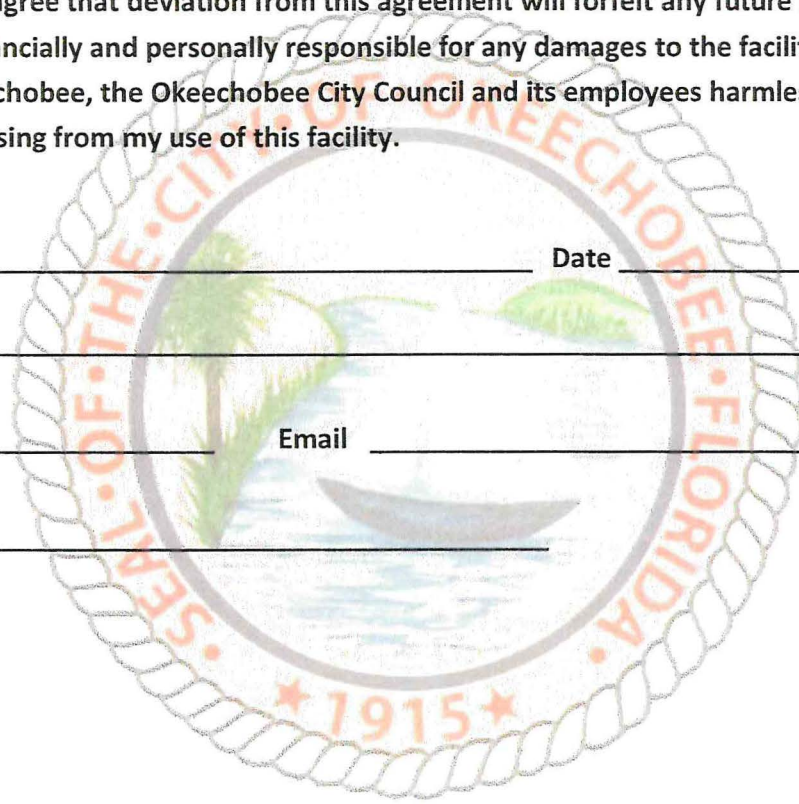 agree that deviation from this agreement will forfeit any future
ncially and personally responsible for any damages to the facili
chobee, the Okeechobee City Council and its employees harmle
sing from my use of this facility.
Date
Email
SEAL•OF•THE•CITY•OF OKEECHOBEE•FLORIDA•
★1915★